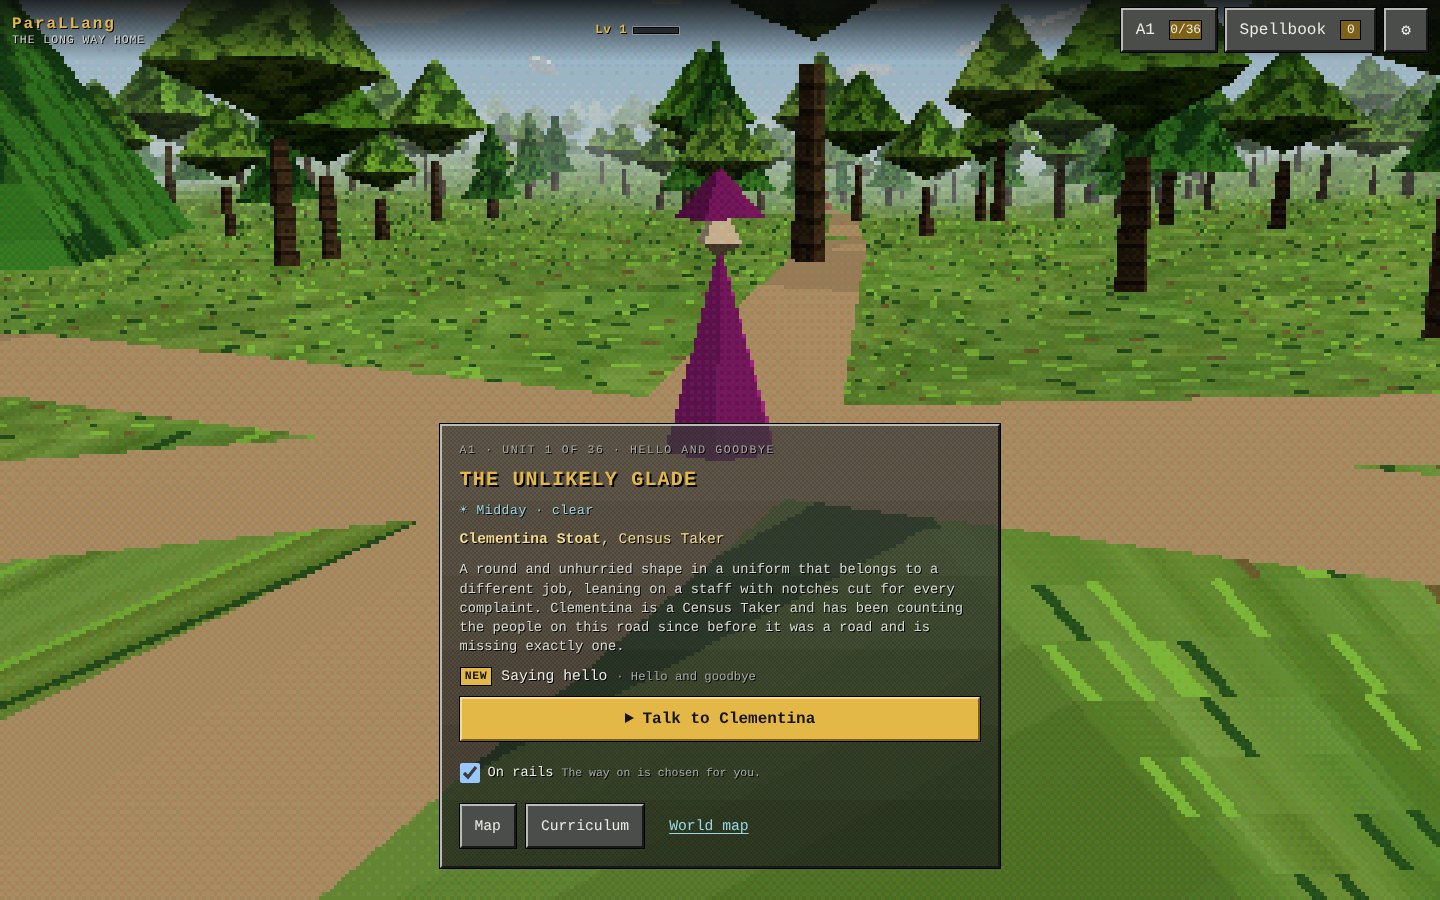 ParaLLang
THE LONG WAY HOME
Lv 1
A1 0/36
Spellbook 0
A1 · UNIT 1 OF 36 · HELLO AND GOODBYE
THE UNLIKELY GLADE
☀ Midday · clear
Clementina Stoat, Census Taker
A round and unhurried shape in a uniform that belongs to a
different job, leaning on a staff with notches cut for every
complaint. Clementina is a Census Taker and has been counting
the people on this road since before it was a road and is
missing exactly one.
NEW Saying hello · Hello and goodbye
▶ Talk to Clementina
On rails The way on is chosen for you.
Map
Curriculum
World map